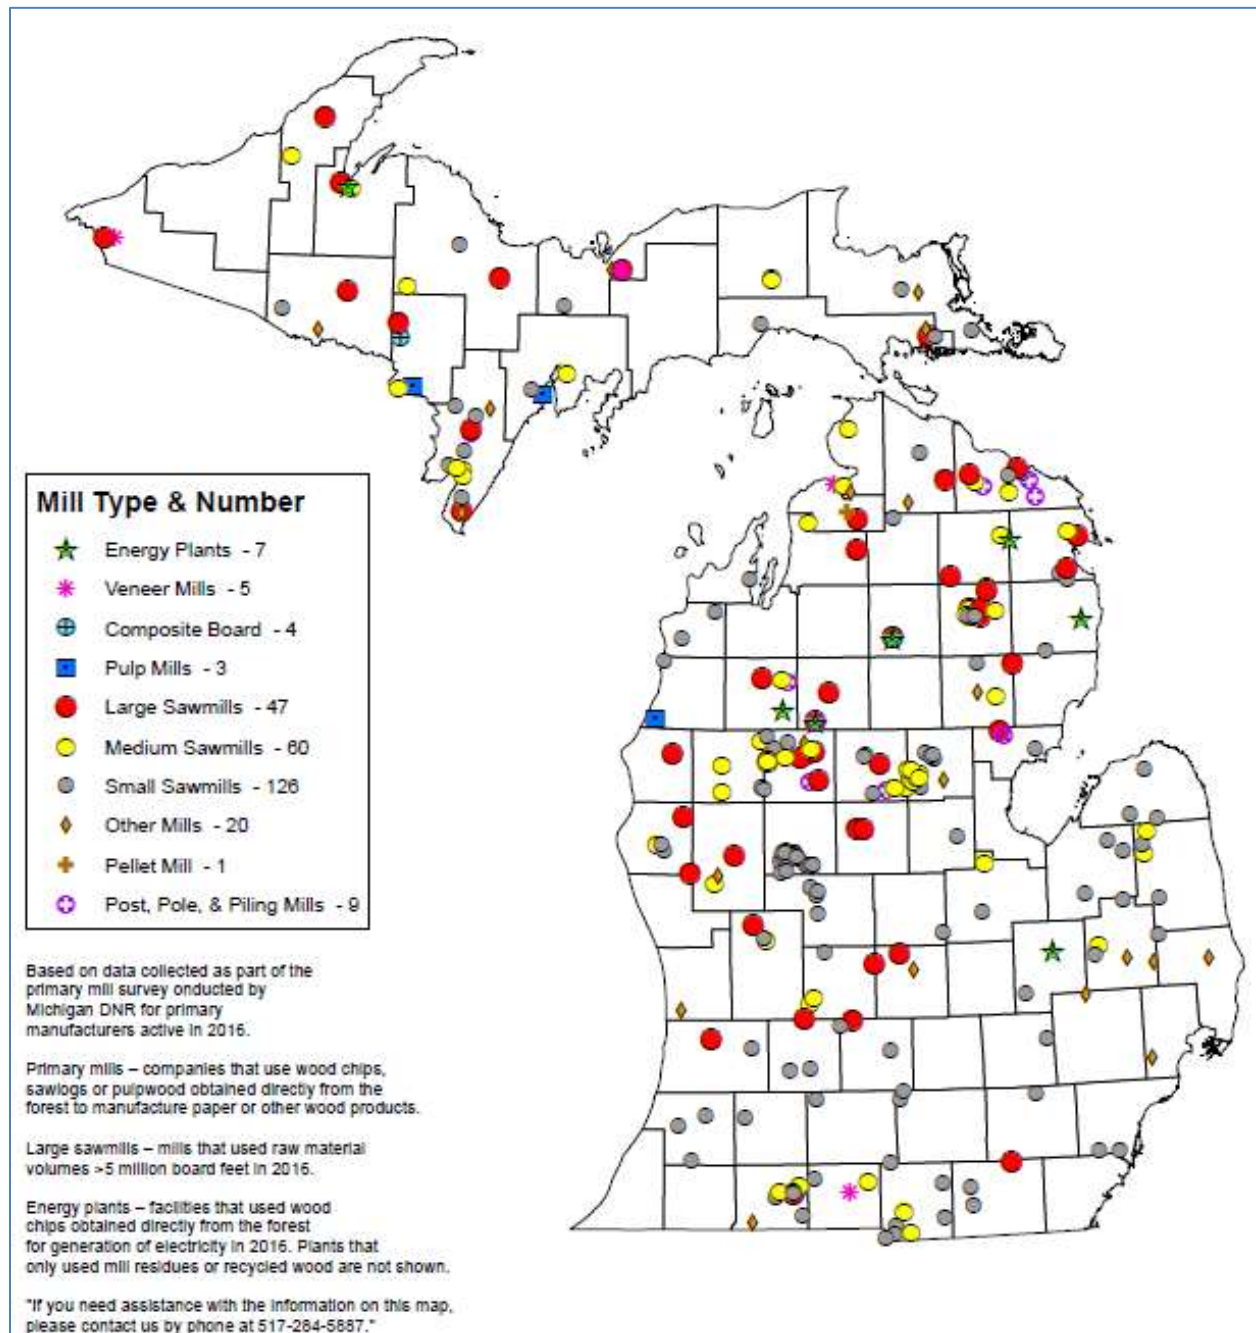 Mill Type & Number
Energy Plants - 7
Veneer Mills - 5
Composite Board - 4
Pulp Mills - 3
Large Sawmills - 47
Medium Sawmills - 60
Small Sawmills - 126
Other Mills - 20
Pellet Mill - 1
Post, Pole, & Piling Mills - 9
Based on data collected as part of the
primary mill survey onducted by
Michigan DNR for primary
manufacturers active in 2016.
Primary mills – companies that use wood chips,
sawlogs or pulpwood obtained directly from the
forest to manufacture paper or other wood products.
Large sawmills – mills that used raw material
volumes >5 million board feet in 2016.
Energy plants – facilities that used wood
chips obtained directly from the forest
for generation of electricity in 2016. Plants that
only used mill residues or recycled wood are not shown.
"If you need assistance with the information on this map,
please contact us by phone at 517-284-5887."